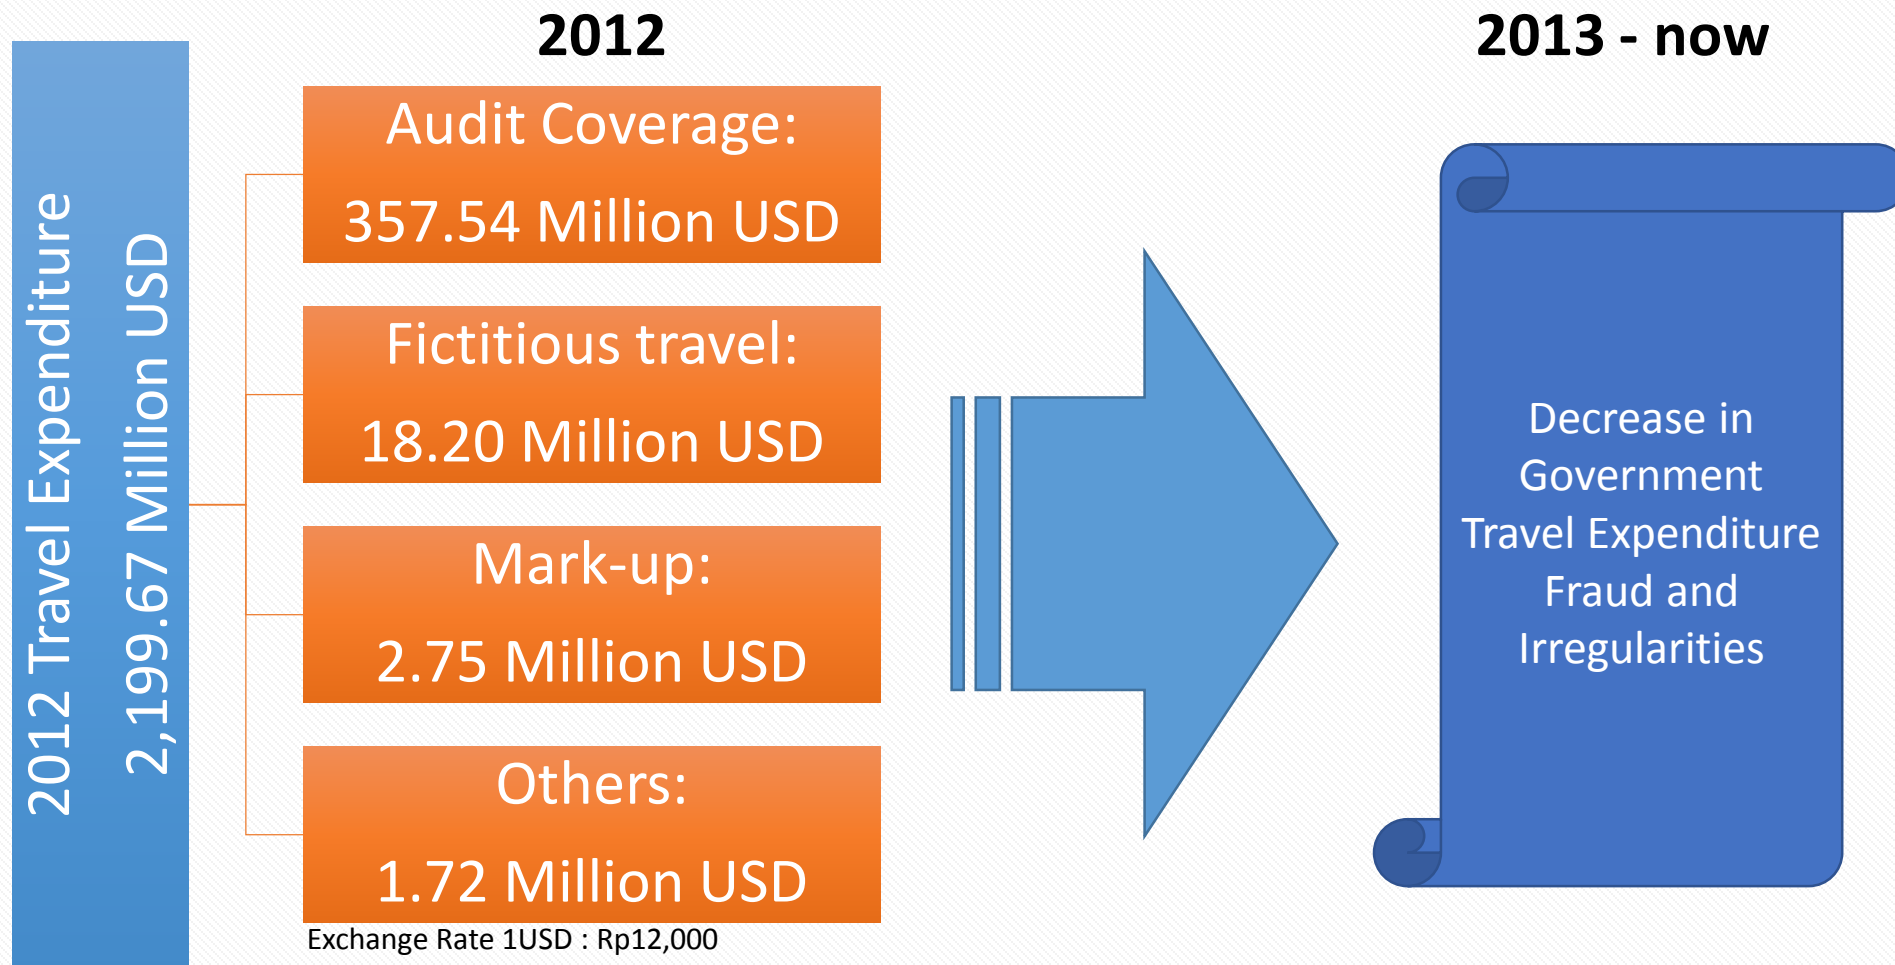 2012
2013 - now
2012 Travel Expenditure
2,199.67 Million USD
Audit Coverage:
357.54 Million USD
Fictitious travel:
18.20 Million USD
Mark-up:
2.75 Million USD
Others:
1.72 Million USD
Exchange Rate 1USD : Rp12,000
Decrease in
Government
Travel Expenditure
Fraud and
Irregularities